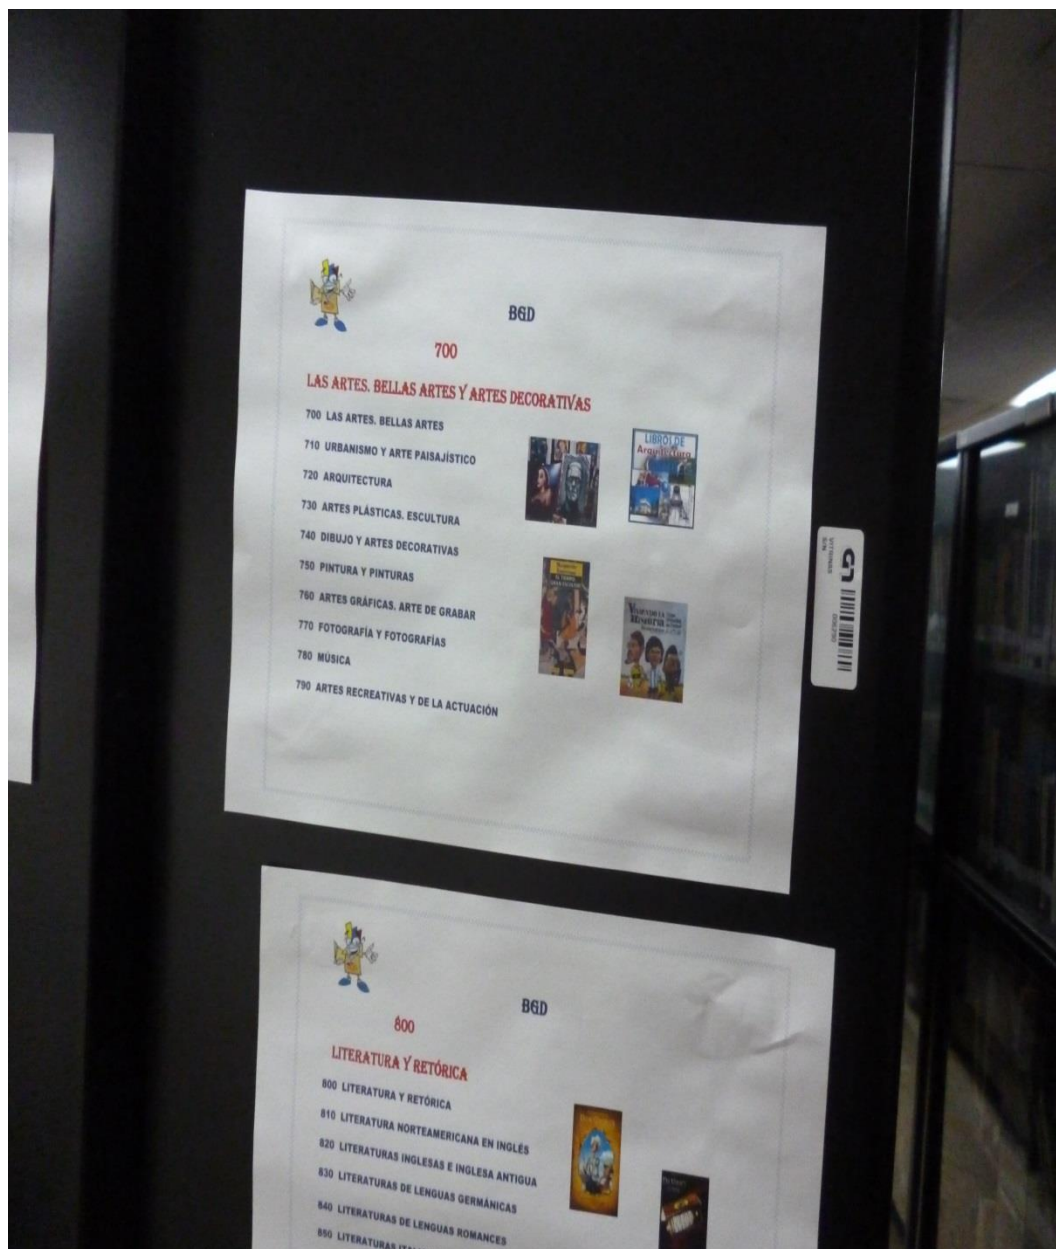 BGD
700
LAS ARTES. BELLAS ARTES Y ARTES DECORATIVAS
700 LAS ARTES. BELLAS ARTES
710 URBANISMO Y ARTE PAISAJÍSTICO
720 ARQUITECTURA
730 ARTES PLÁSTICAS. ESCULTURA
740 DIBUJO Y ARTES DECORATIVAS
750 PINTURA Y PINTURAS
760 ARTES GRÁFICAS. ARTE DE GRABAR
770 FOTOGRAFÍA Y FOTOGRAFÍAS
780 MÚSICA
790 ARTES RECREATIVAS Y DE LA ACTUACIÓN
LIBROS DE
Arquitectura
BGD
800
LITERATURA Y RETÓRICA
800 LITERATURA Y RETÓRICA
810 LITERATURA NORTEAMERICANA EN INGLÉS
820 LITERATURAS INGLESAS E INGLESA ANTIGUA
830 LITERATURAS DE LENGUAS GERMÁNICAS
840 LITERATURAS DE LENGUAS ROMANCES
850 LITERATURAS